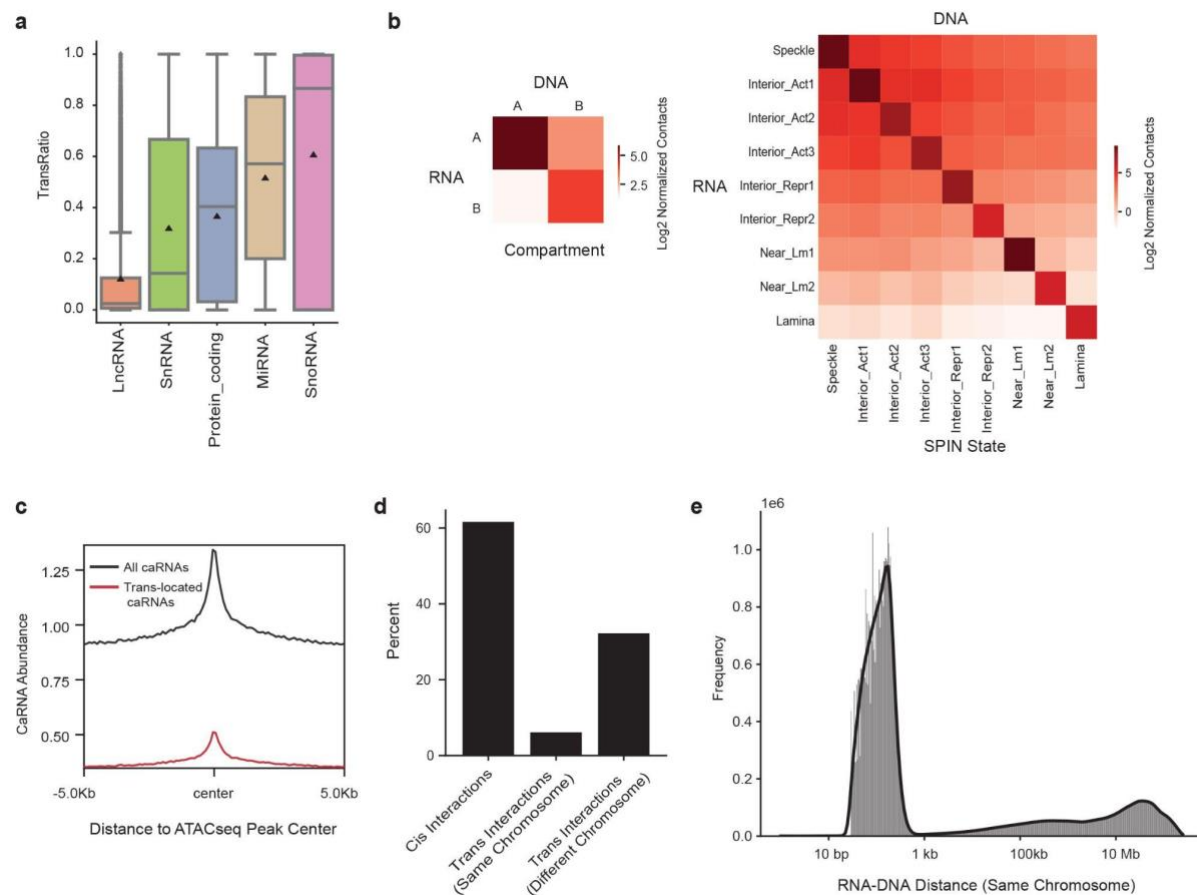 a
TransRatio
1.0
0.8
0.6
0.4
0.2
0.0
LncRNA
SnRNA
Protein_coding
MiRNA
SnoRNA
b
DNA
A B
RNA
A
B
Compartment
5.0
2.5
Log2 Normalized Contacts
DNA
RNA
Speckle
Interior_Act1
Interior_Act2
Interior_Act3
Interior_Repr1
Interior_Repr2
Near_Lm1
Near_Lm2
Lamina
Speckle
Interior_Act1
Interior_Act2
Interior_Act3
Interior_Repr1
Interior_Repr2
Near_Lm1
Near_Lm2
Lamina
SPIN State
5
0
Log2 Normalized Contacts
c
CaRNA Abundance
1.25
1.00
0.75
0.50
All caRNAs
Trans-located
caRNAs
-5.0Kb center 5.0Kb
Distance to ATACseq Peak Center
d
Percent
60
40
20
0
Cis Interactions
Trans Interactions
(Same Chromosome)
Trans Interactions
(Different Chromosome)
e
1e6
Frequency
1.0
0.8
0.6
0.4
0.2
0.0
10 bp 1 kb 100kb 10 Mb
RNA-DNA Distance (Same Chromosome)